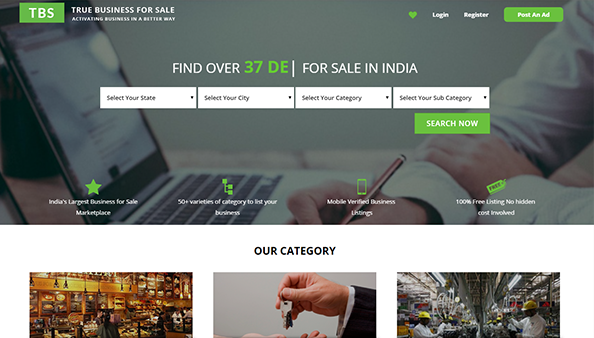 TBS
TRUE BUSINESS FOR SALE
ACTIVATING BUSINESS IN A BETTER WAY
Login
Register
Post An Ad
FIND OVER 37 DE| FOR SALE IN INDIA
Select Your State
Select Your City
Select Your Category
Select Your Sub Category
SEARCH NOW
India's Largest Business for Sale
Marketplace
50+ varieties of category to list your
business
Mobile Verified Business
Listings
FREE
100% Free Listing No hidden
cost Involved
OUR CATEGORY